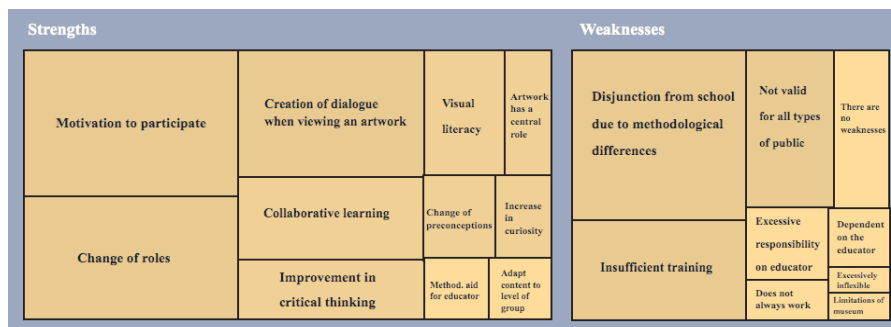 Strengths
Motivation to participate
Change of roles
Creation of dialogue
when viewing an artwork
Collaborative learning
Improvement in
critical thinking
Visual
literacy
Artwork
has a
central
role
Change of
preconceptions
Increase
in
curiosity
Method. aid
for educator
Adapt
content to
level of
group
Weaknesses
Disjunction from school
due to methodological
differences
Insufficient training
Not valid
for all types
of public
There are
no
weaknesses
Excessive
responsibility
on educator
Does not
always work
Dependent
on the
educator
Excessively
inflexible
Limitations of
museum